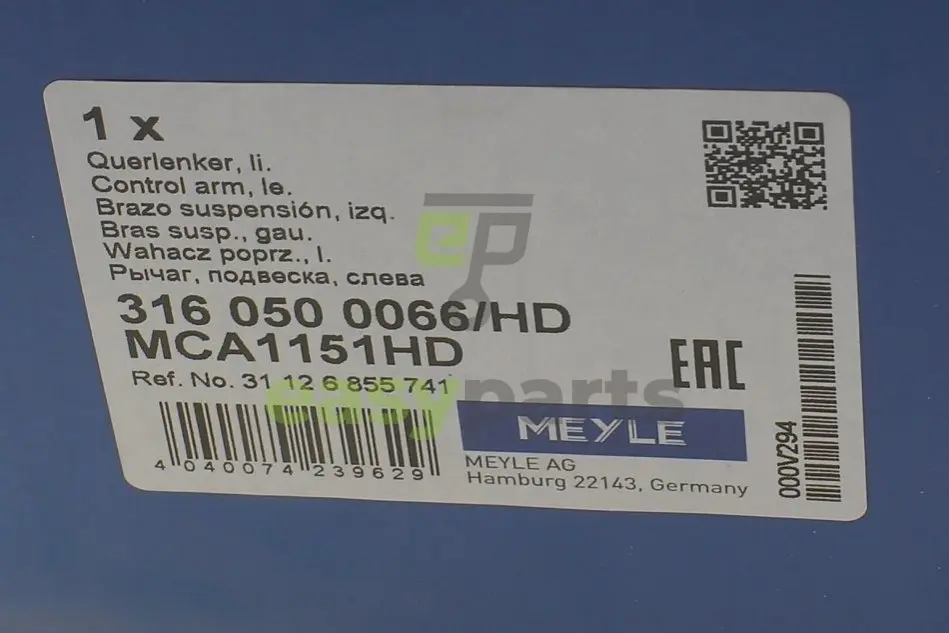 1 x
Querlenker, li.
Control arm, le.
Brazo suspensión, izq.
Bras susp., gau.
Wahacz poprz., l.
Рычаг, подвеска, слева
316 050 0066/HD
MCA1151HD
Ref. No. 31 12 6 855 741
4 040074 239629
ep
easyparts
EAC
MEYLE
MEYLE AG
Hamburg 22143, Germany
000V294